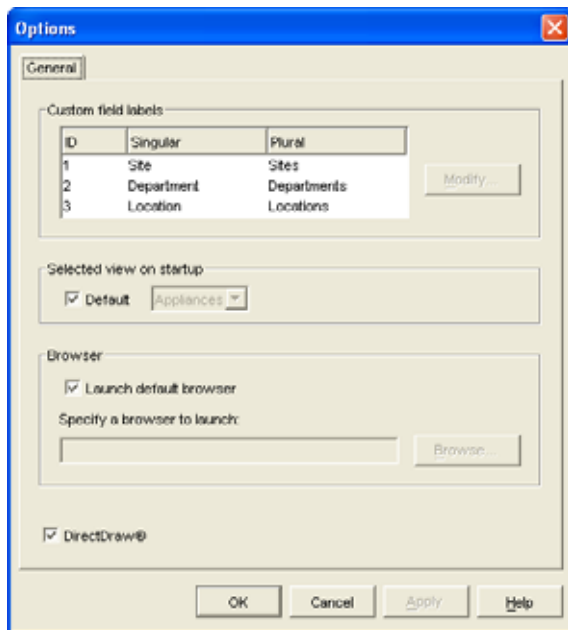 Options
General
Custom field labels
ID Singular Plural
1 Site Sites
2 Department Departments
3 Location Locations
Modify...
Selected view on startup
Default Appliances
Browser
Launch default browser
Specify a browser to launch:
Browse...
DirectDraw®
OK Cancel Apply Help